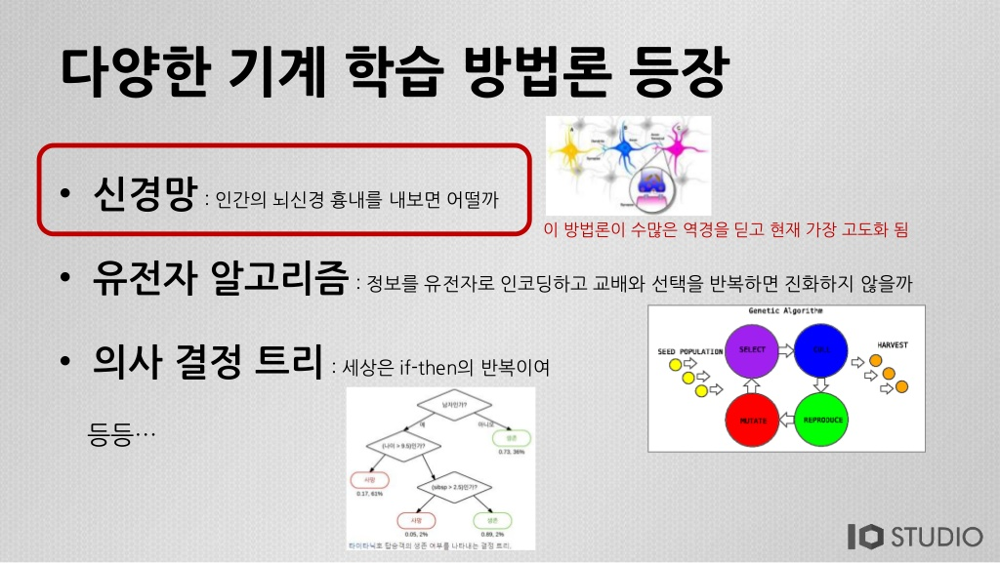 다양한 기계 학습 방법론 등장
• 신경망 : 인간의 뇌신경 흉내를 내보면 어떨까
이 방법론이 수많은 역경을 딛고 현재 가장 고도화 됨
• 유전자 알고리즘 : 정보를 유전자로 인코딩하고 교배와 선택을 반복하면 진화하지 않을까
Genetic Algorithm
SEED POPULATION
SELECT
HARVEST
MUTATE
REPRODUCE
• 의사 결정 트리 : 세상은 if-then의 반복이여
남자인가?
예
아니오
(나이 > 9.5)인가?
생존
0.73, 36%
사망
0.17, 61%
(sibsp > 2.5)인가?
사망
0.05, 2%
생존
0.89, 2%
타이타닉호 탑승객의 생존 여부를 나타내는 결정 트리.
등등…
IO STUDIO